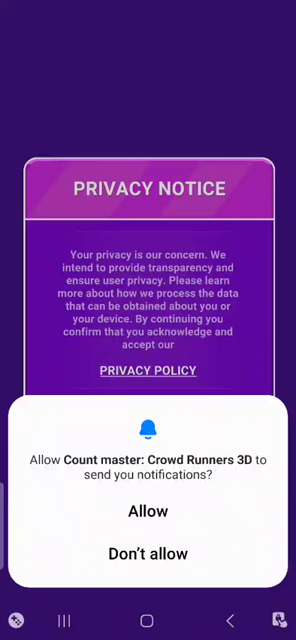 PRIVACY NOTICE
Your privacy is our concern. We
intend to provide transparency and
ensure user privacy. Please learn
more about how we process the data
that can be obtained about you or
your device. By continuing you
confirm that you acknowledge and
accept our
PRIVACY POLICY
Allow Count master: Crowd Runners 3D to
send you notifications?
Allow
Don't allow